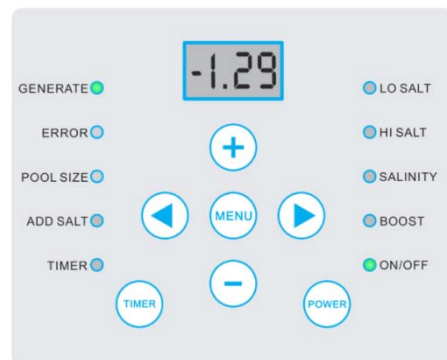 -1.29
GENERATE
ERROR
POOL SIZE
ADD SALT
TIMER
LO SALT
HI SALT
SALINITY
BOOST
ON/OFF
+
MENU
−
TIMER
POWER